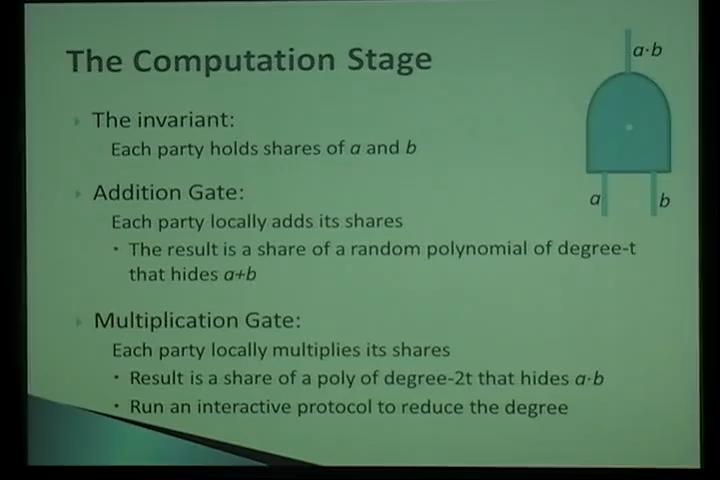 The Computation Stage
a·b
The invariant:
Each party holds shares of a and b
Addition Gate:
a
b
Each party locally adds its shares
The result is a share of a random polynomial of degree-t
that hides a+b
Multiplication Gate:
Each party locally multiplies its shares
Result is a share of a poly of degree-2t that hides a·b
Run an interactive protocol to reduce the degree